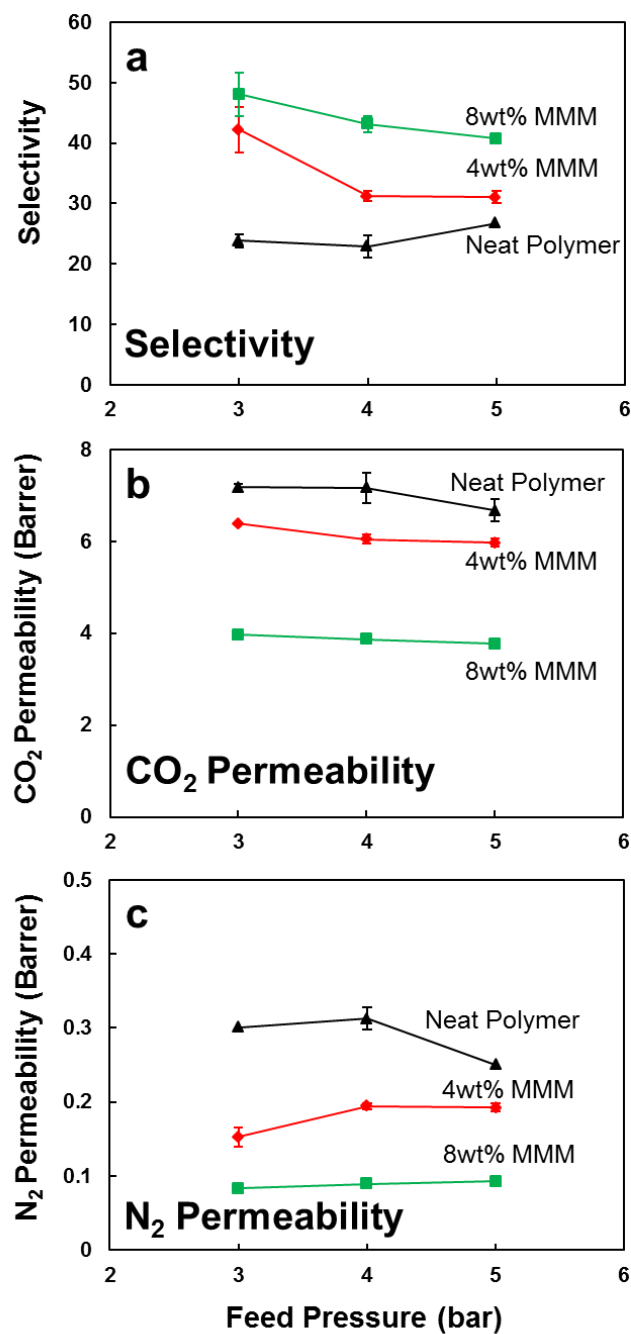 a
60
50
40
30
20
10
0
Selectivity
8wt% MMM
4wt% MMM
Neat Polymer
Selectivity
2 3 4 5 6
b
8
6
4
2
0
CO₂ Permeability (Barrer)
Neat Polymer
4wt% MMM
8wt% MMM
CO₂ Permeability
2 3 4 5 6
c
0.5
0.4
0.3
0.2
0.1
0
N₂ Permeability (Barrer)
Neat Polymer
4wt% MMM
8wt% MMM
N₂ Permeability
2 3 4 5 6
Feed Pressure (bar)